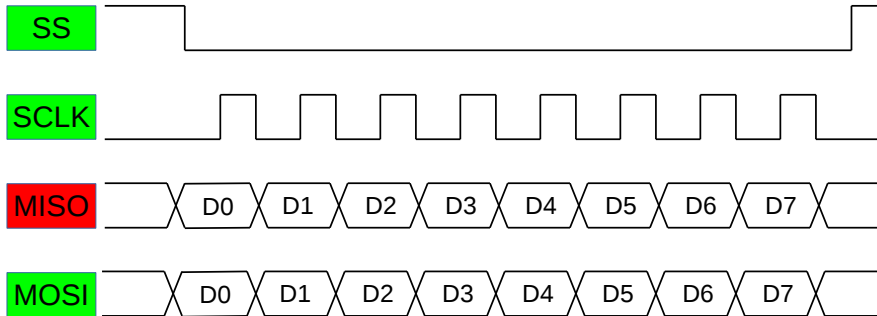 SS
SCLK
MISO D0 D1 D2 D3 D4 D5 D6 D7
MOSI D0 D1 D2 D3 D4 D5 D6 D7